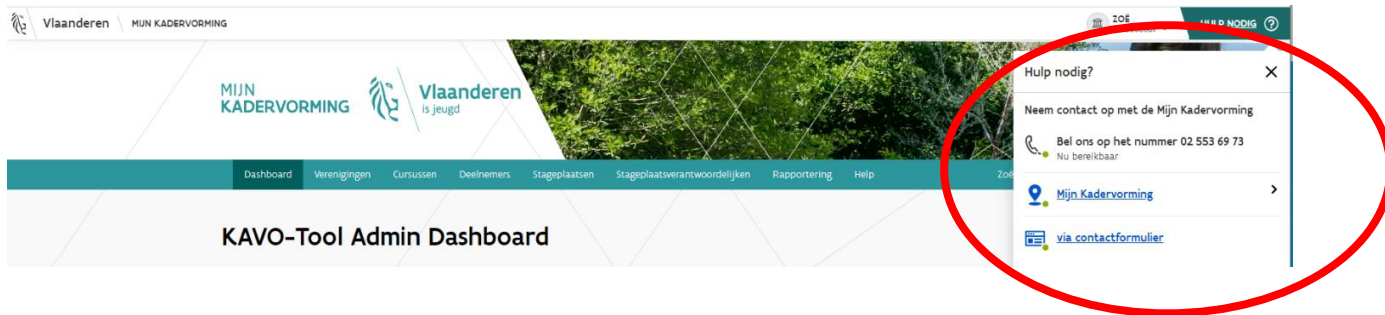 Vlaanderen
MIJN KADERVORMING
ZOË
HULP NODIG
MIJN
KADERVORMING
Vlaanderen
is jeugd
Hulp nodig?
Neem contact op met de Mijn Kadervorming
Bel ons op het nummer 02 553 69 73
Nu bereikbaar
Mijn Kadervorming
via contactformulier
Dashboard Verenigingen Cursussen Deelnemers Stageplaatsen Stageplaatsverantwoordelijken Rapportering Help Zoë
KAVO-Tool Admin Dashboard